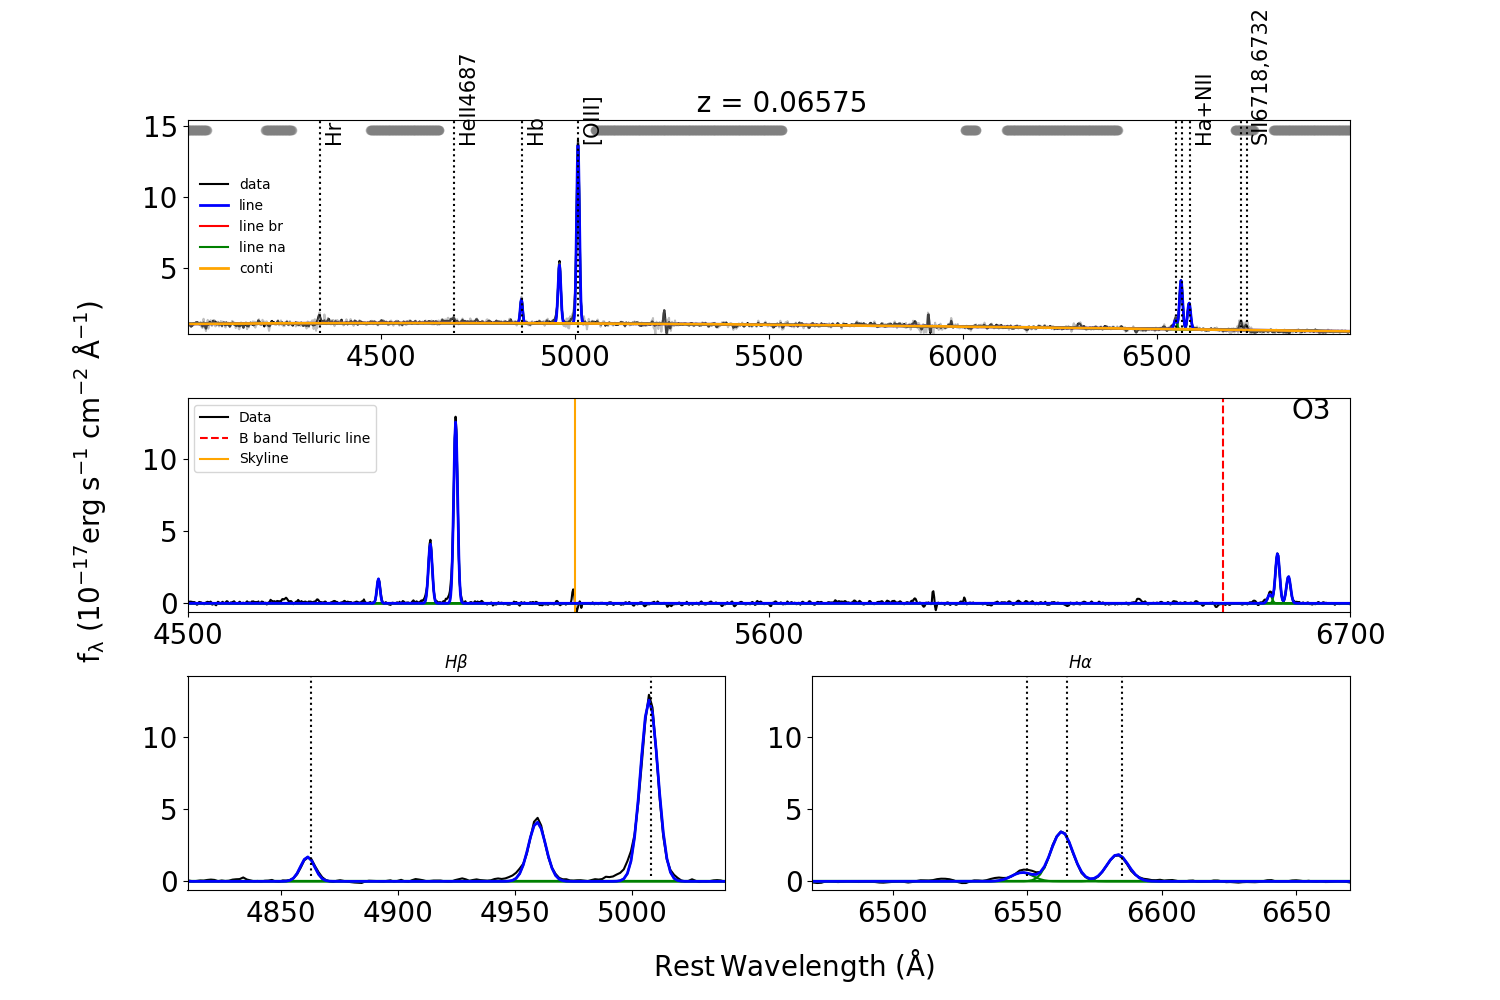 z = 0.06575
Hr
HeII4687
Hb
[OIII]
Ha+NII
SII6718,6732
15
10
5
data
line
line br
line na
conti
4500 5000 5500 6000 6500
O3
Data
B band Telluric line
Skyline
10
5
0
4500 5600 6700
fλ (10⁻¹⁷erg s⁻¹ cm⁻² Å⁻¹)
Hβ
10
5
0
4850 4900 4950 5000
Hα
10
5
0
6500 6550 6600 6650
Rest Wavelength (Å)